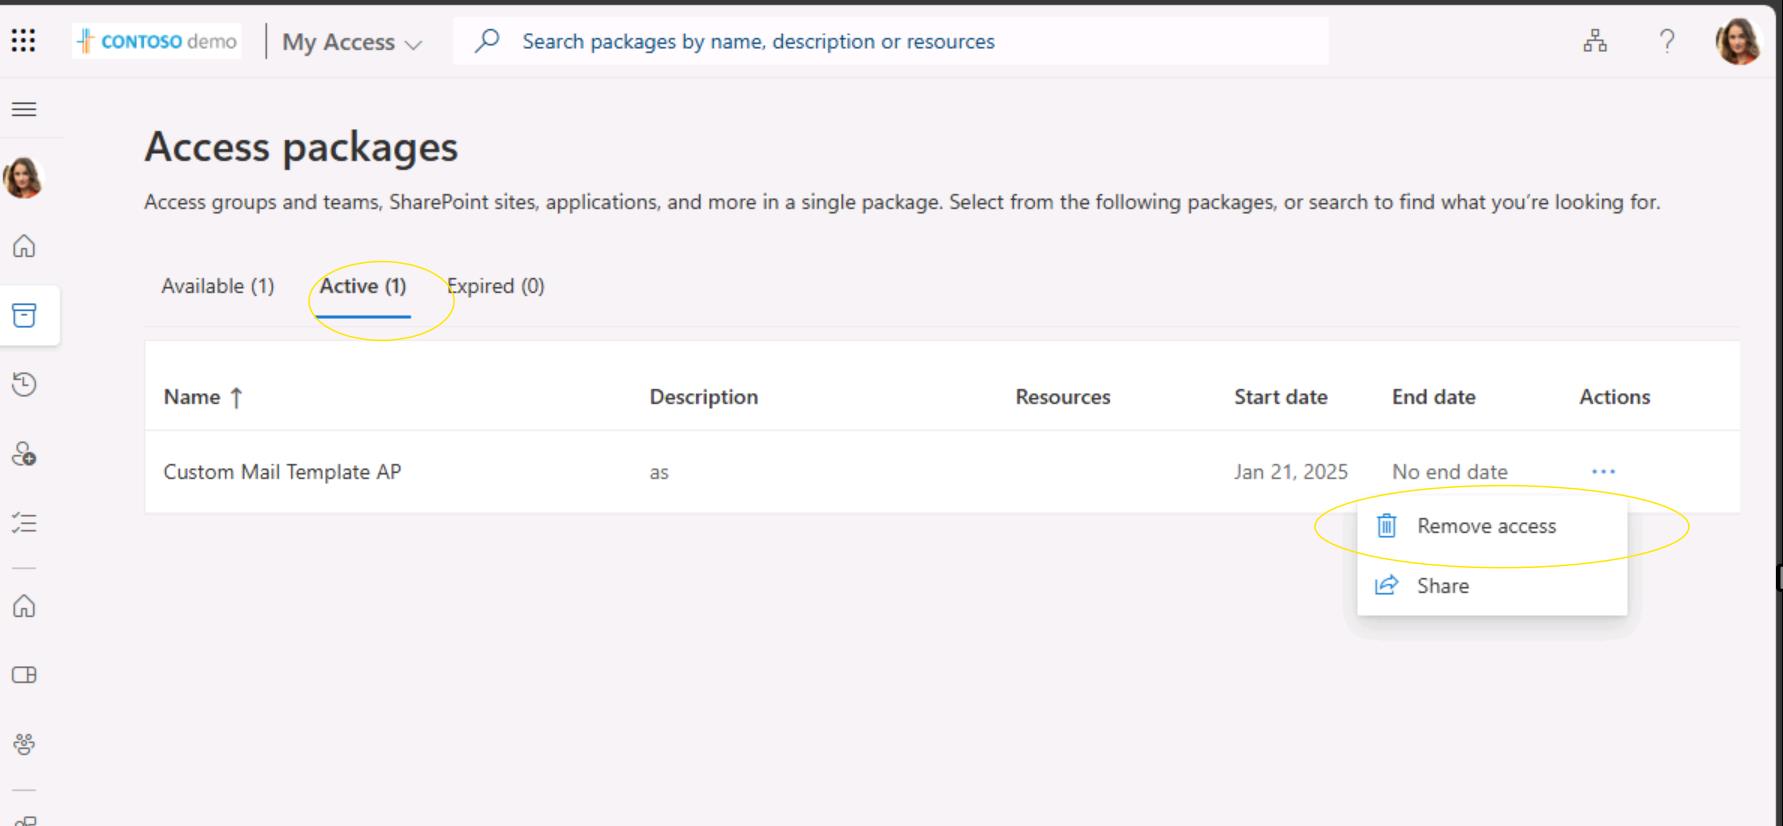 CONTOSO demo
My Access
Search packages by name, description or resources
?
Access packages
Access groups and teams, SharePoint sites, applications, and more in a single package. Select from the following packages, or search to find what you’re looking for.
Available (1) Active (1) Expired (0)
Name ↑ Description Resources Start date End date Actions
Custom Mail Template AP as Jan 21, 2025 No end date ...
Remove access
Share